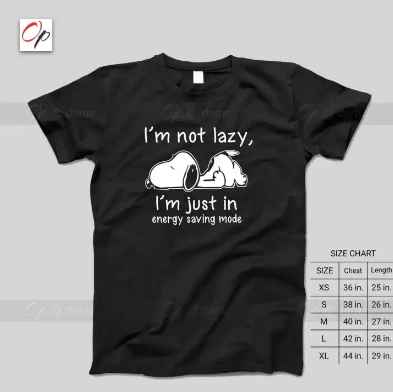 Op
I'm not lazy,
I'm just in
energy saving mode
SIZE CHART
SIZE Chest Length
XS 36 in. 25 in.
S 38 in. 26 in.
M 40 in. 27 in.
L 42 in. 28 in.
XL 44 in. 29 in.